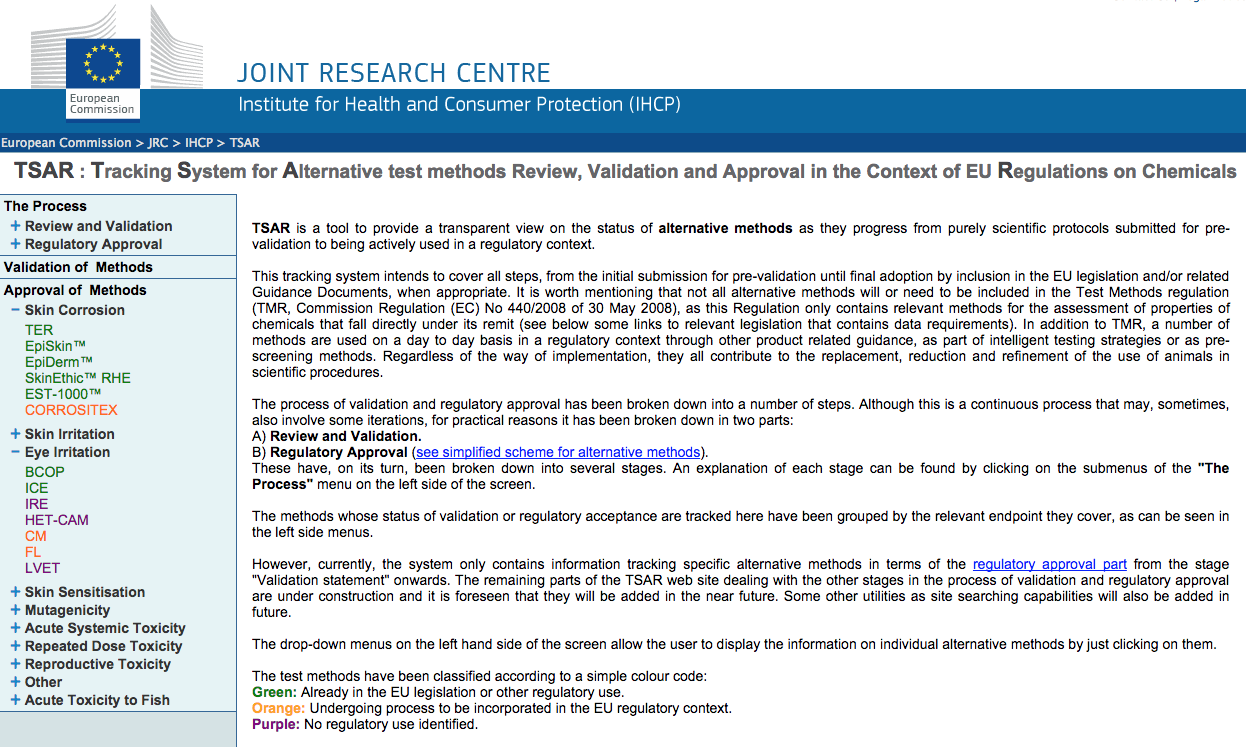 European
Commission
JOINT RESEARCH CENTRE
Institute for Health and Consumer Protection (IHCP)
European Commission > JRC > IHCP > TSAR
TSAR : Tracking System for Alternative test methods Review, Validation and Approval in the Context of EU Regulations on Chemicals
The Process
+ Review and Validation
+ Regulatory Approval
Validation of Methods
Approval of Methods
− Skin Corrosion
TER
EpiSkin™
EpiDerm™
SkinEthic™ RHE
EST-1000™
CORROSITEX
+ Skin Irritation
− Eye Irritation
BCOP
ICE
IRE
HET-CAM
CM
FL
LVET
+ Skin Sensitisation
+ Mutagenicity
+ Acute Systemic Toxicity
+ Repeated Dose Toxicity
+ Reproductive Toxicity
+ Other
+ Acute Toxicity to Fish
TSAR is a tool to provide a transparent view on the status of alternative methods as they progress from purely scientific protocols submitted for pre-
validation to being actively used in a regulatory context.
This tracking system intends to cover all steps, from the initial submission for pre-validation until final adoption by inclusion in the EU legislation and/or related
Guidance Documents, when appropriate. It is worth mentioning that not all alternative methods will or need to be included in the Test Methods regulation
(TMR, Commission Regulation (EC) No 440/2008 of 30 May 2008), as this Regulation only contains relevant methods for the assessment of properties of
chemicals that fall directly under its remit (see below some links to relevant legislation that contains data requirements). In addition to TMR, a number of
methods are used on a day to day basis in a regulatory context through other product related guidance, as part of intelligent testing strategies or as pre-
screening methods. Regardless of the way of implementation, they all contribute to the replacement, reduction and refinement of the use of animals in
scientific procedures.
The process of validation and regulatory approval has been broken down into a number of steps. Although this is a continuous process that may, sometimes,
also involve some iterations, for practical reasons it has been broken down in two parts:
A) Review and Validation.
B) Regulatory Approval (see simplified scheme for alternative methods).
These have, on its turn, been broken down into several stages. An explanation of each stage can be found by clicking on the submenus of the "The
Process" menu on the left side of the screen.
The methods whose status of validation or regulatory acceptance are tracked here have been grouped by the relevant endpoint they cover, as can be seen in
the left side menus.
However, currently, the system only contains information tracking specific alternative methods in terms of the regulatory approval part from the stage
"Validation statement" onwards. The remaining parts of the TSAR web site dealing with the other stages in the process of validation and regulatory approval
are under construction and it is foreseen that they will be added in the near future. Some other utilities as site searching capabilities will also be added in
future.
The drop-down menus on the left hand side of the screen allow the user to display the information on individual alternative methods by just clicking on them.
The test methods have been classified according to a simple colour code:
Green: Already in the EU legislation or other regulatory use.
Orange: Undergoing process to be incorporated in the EU regulatory context.
Purple: No regulatory use identified.